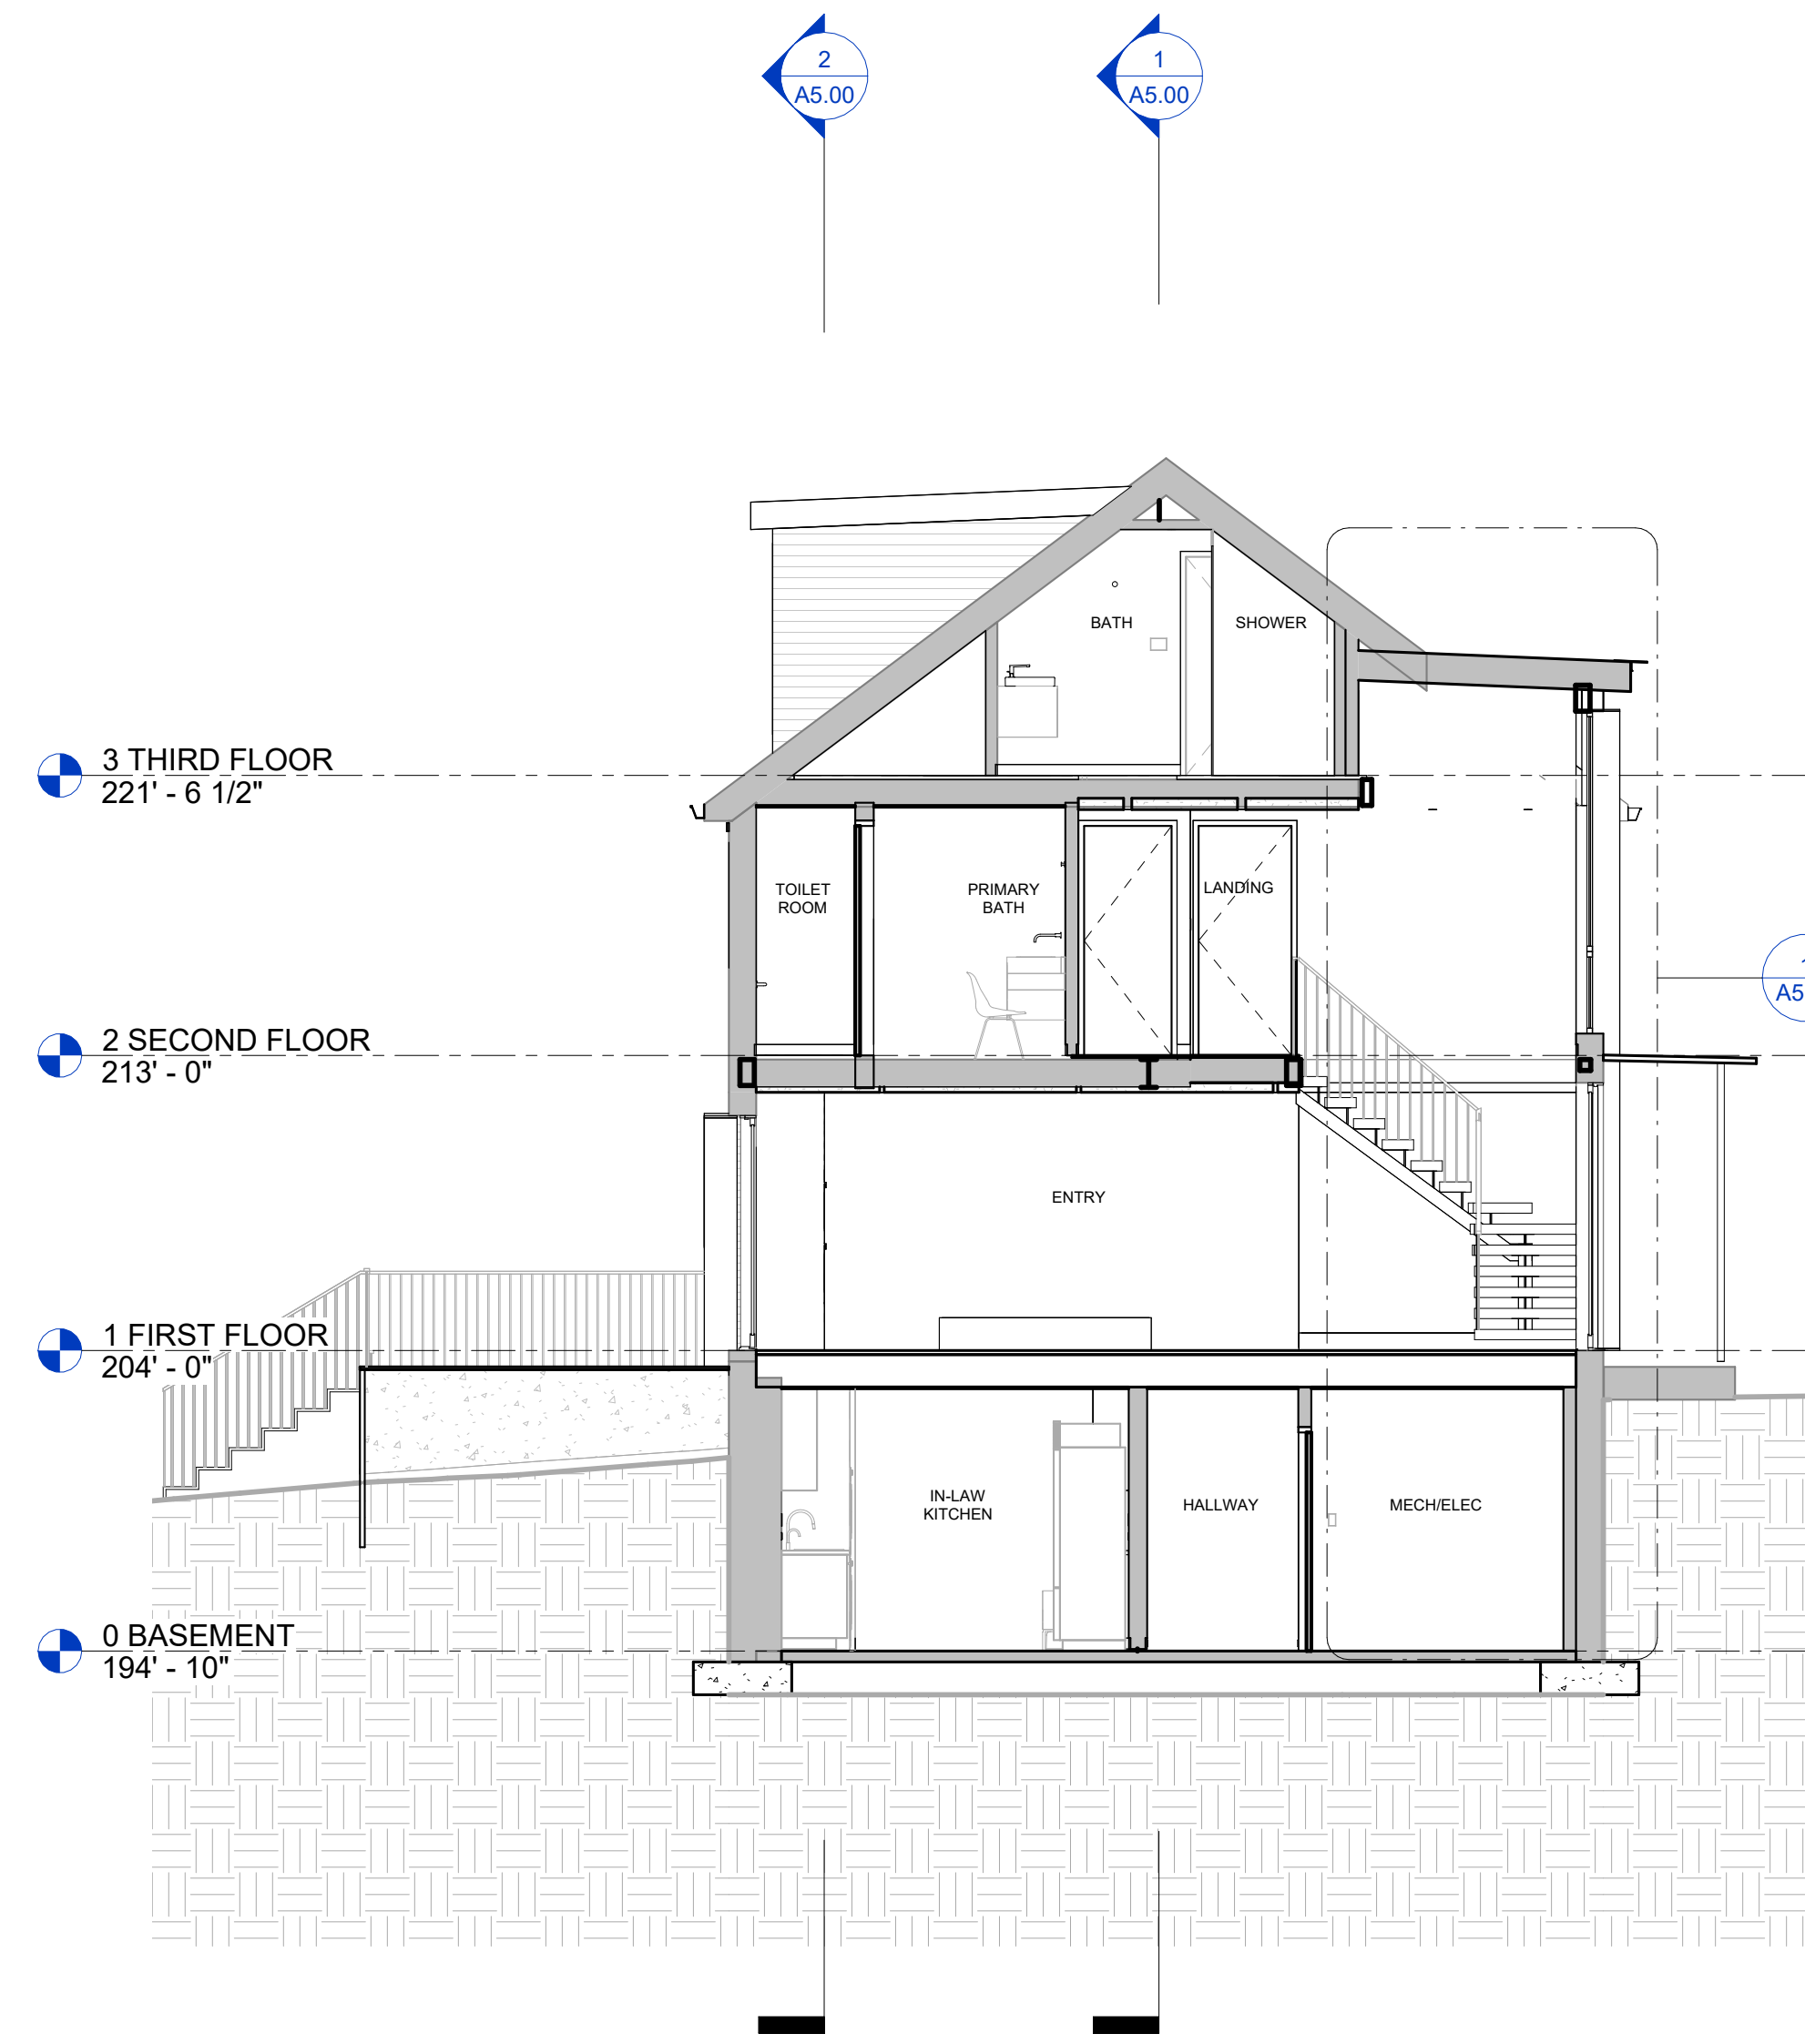 2
A5.00
1
A5.00
BATH
SHOWER
3 THIRD FLOOR
221' - 6 1/2"
TOILET
ROOM
PRIMARY
BATH
LANDING
A5
2 SECOND FLOOR
213' - 0"
ENTRY
1 FIRST FLOOR
204' - 0"
IN-LAW
KITCHEN
HALLWAY
MECH/ELEC
0 BASEMENT
194' - 10"